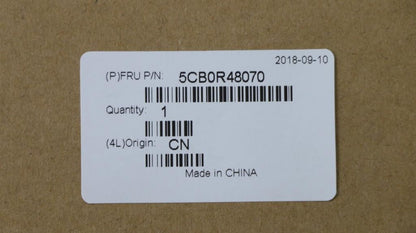 2018-09-10
(P)FRU P/N: 5CB0R48070
Quantity: 1
(4L)Origin: CN
Made in CHINA